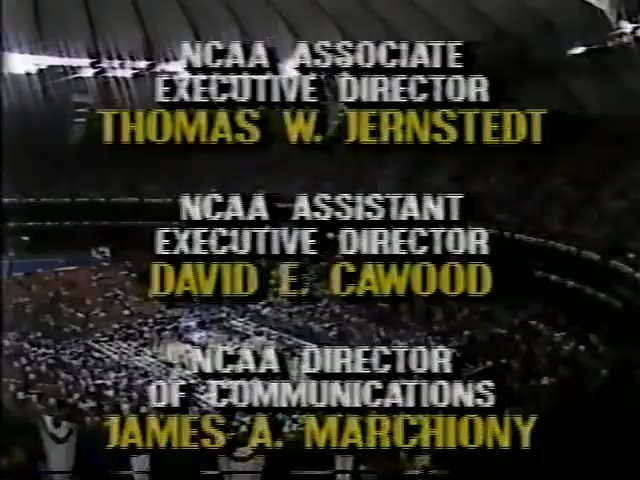 NCAA ASSOCIATE
EXECUTIVE DIRECTOR
THOMAS W. JERNSTEDT
NCAA ASSISTANT
EXECUTIVE DIRECTOR
DAVID E. CAWOOD
NCAA DIRECTOR
OF COMMUNICATIONS
JAMES A. MARCHIONY